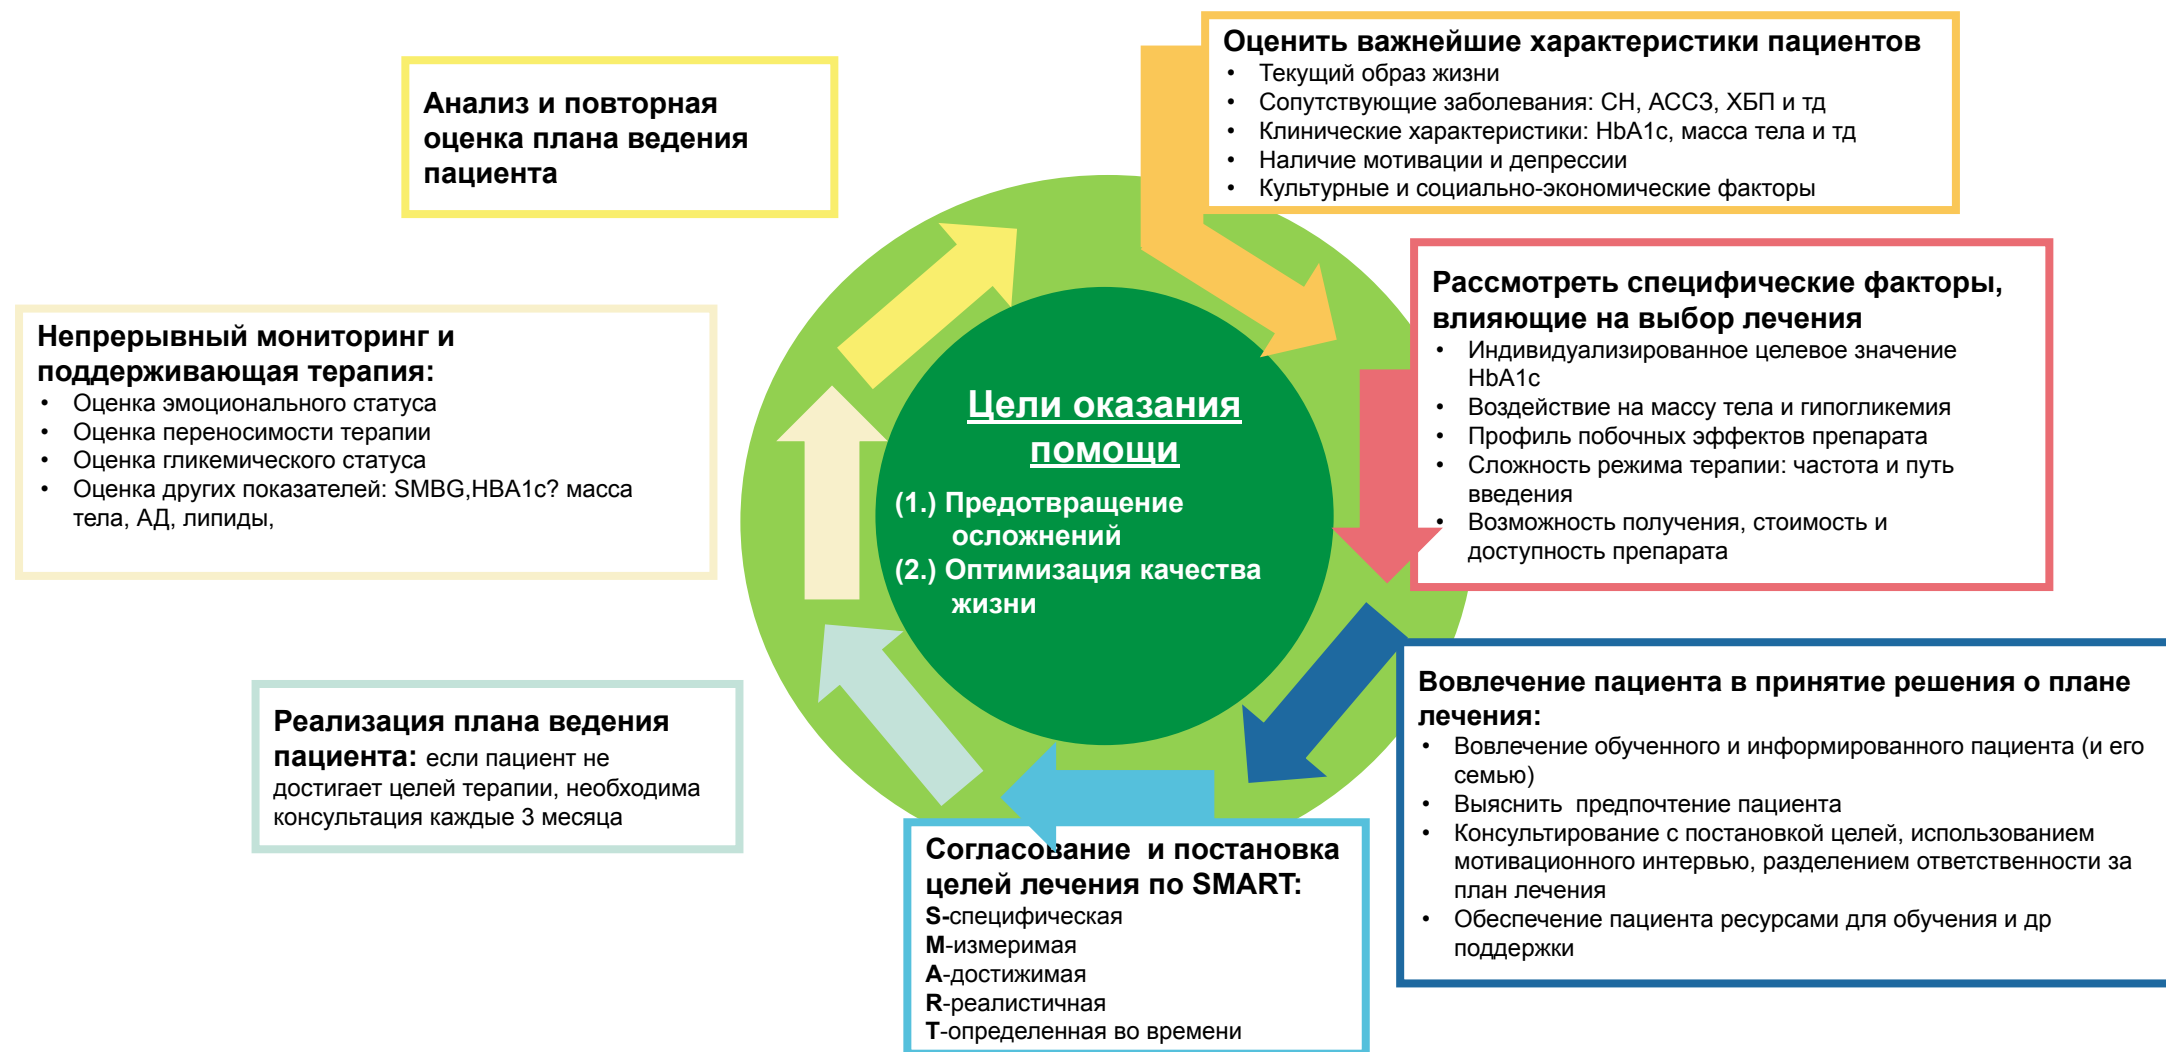 Оценить важнейшие характеристики пациентов
• Текущий образ жизни
• Сопутствующие заболевания: СН, АССЗ, ХБП и тд
• Клинические характеристики: HbA1c, масса тела и тд
• Наличие мотивации и депрессии
• Культурные и социально-экономические факторы
Рассмотреть специфические факторы,
влияющие на выбор лечения
• Индивидуализированное целевое значение
HbA1c
• Воздействие на массу тела и гипогликемия
• Профиль побочных эффектов препарата
• Сложность режима терапии: частота и путь
введения
• Возможность получения, стоимость и
доступность препарата
Вовлечение пациента в принятие решения о плане
лечения:
• Вовлечение обученного и информированного пациента (и его
семью)
• Выяснить  предпочтение пациента
• Консультирование с постановкой целей, использованием
мотивационного интервью, разделением ответственности за
план лечения
• Обеспечение пациента ресурсами для обучения и др
поддержки
Согласование  и постановка
целей лечения по SMART:
S-специфическая
M-измеримая
A-достижимая
R-реалистичная
T-определенная во времени
Реализация плана ведения
пациента: если пациент не
достигает целей терапии, необходима
консультация каждые 3 месяца
Непрерывный мониторинг и
поддерживающая терапия:
• Оценка эмоционального статуса
• Оценка переносимости терапии
• Оценка гликемического статуса
• Оценка других показателей: SMBG,HBA1c? масса
тела, АД, липиды,
Анализ и повторная
оценка плана ведения
пациента
Цели оказания
помощи
(1.) Предотвращение
осложнений
(2.) Оптимизация качества
жизни